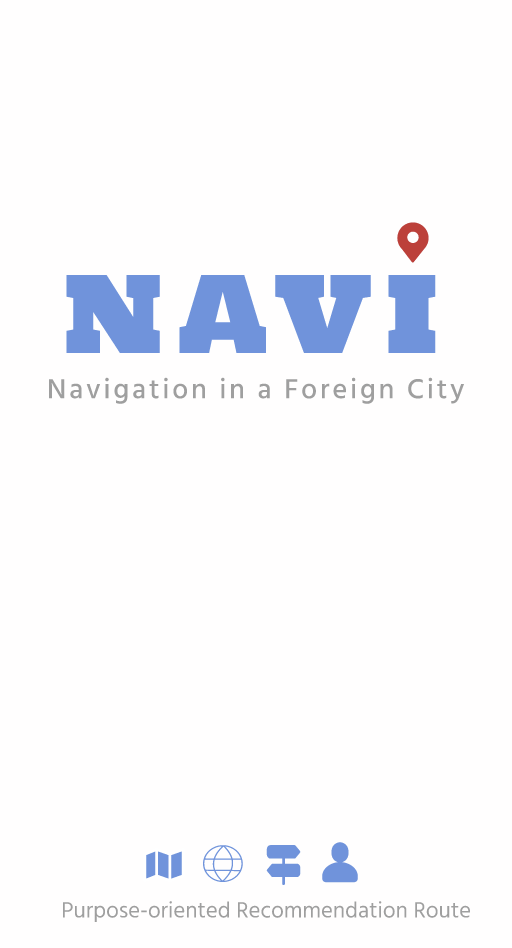 NAVI
Navigation in a Foreign City
Purpose-oriented Recommendation Route